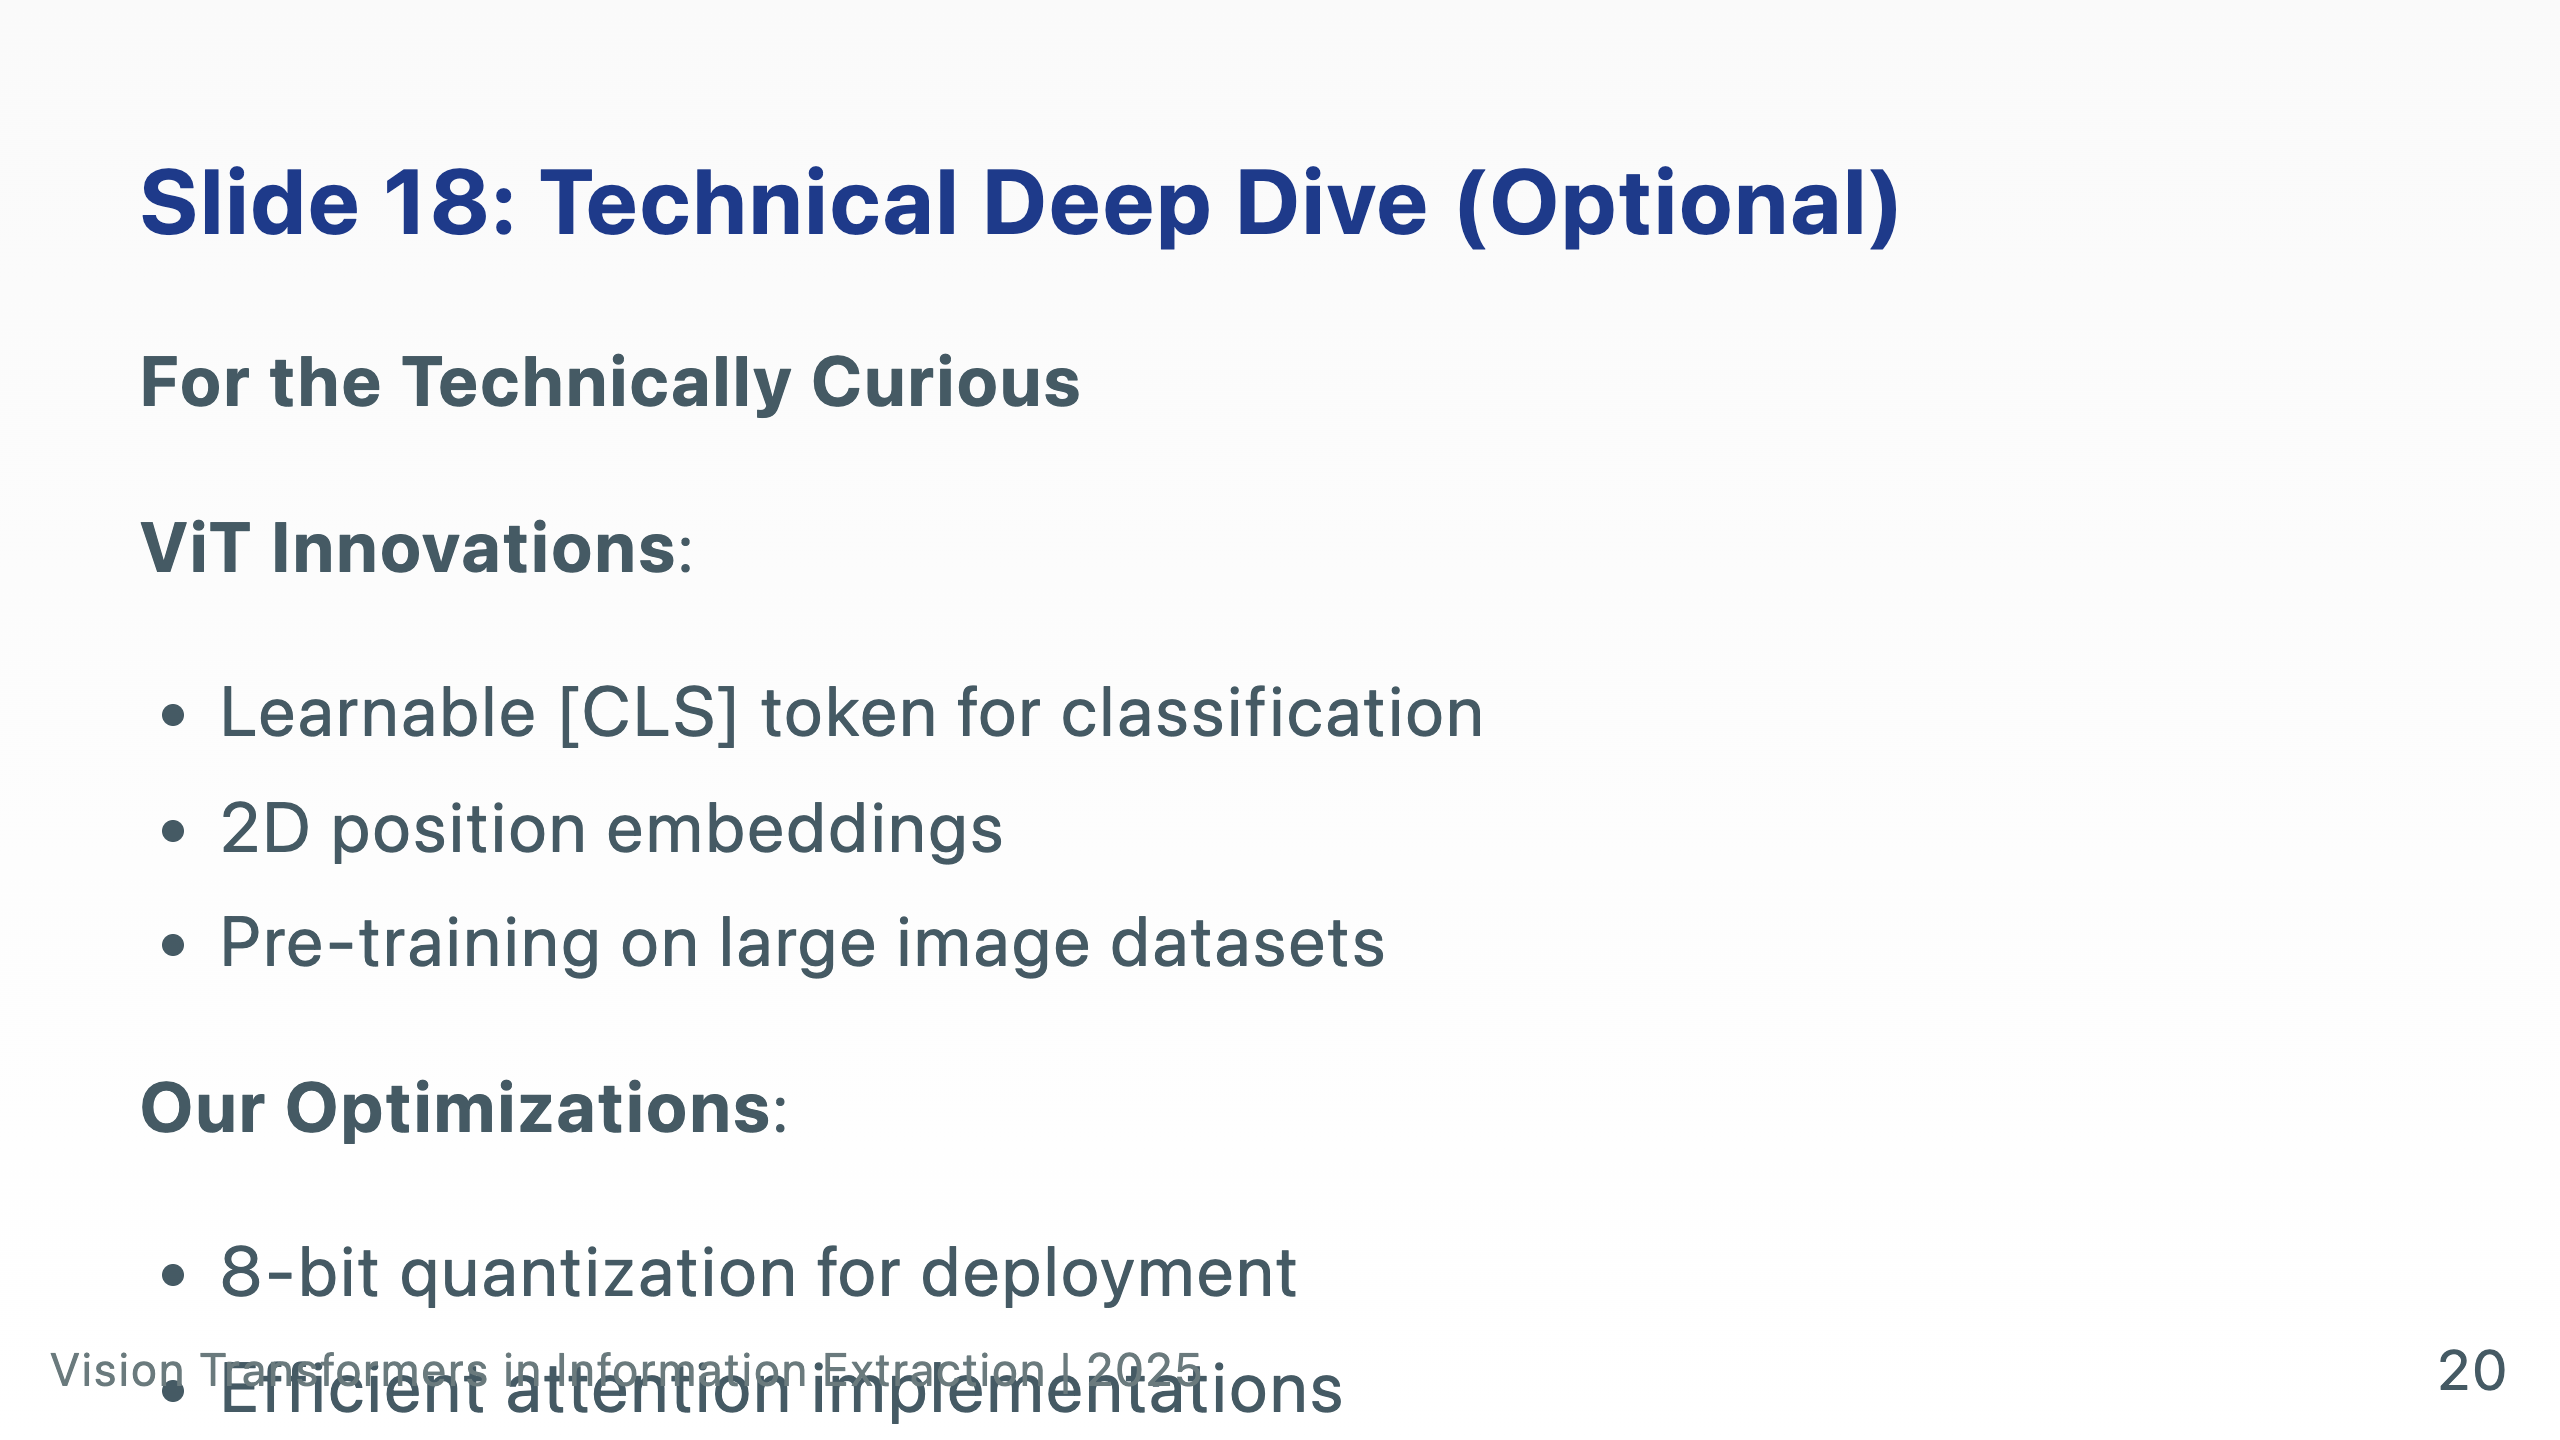 Slide 18: Technical Deep Dive (Optional)
For the Technically Curious
ViT Innovations:
• Learnable [CLS] token for classification
• 2D position embeddings
• Pre-training on large image datasets
Our Optimizations:
• 8-bit quantization for deployment
• Efficient attention implementations
Vision Transformers in Information Extraction | 2025
20